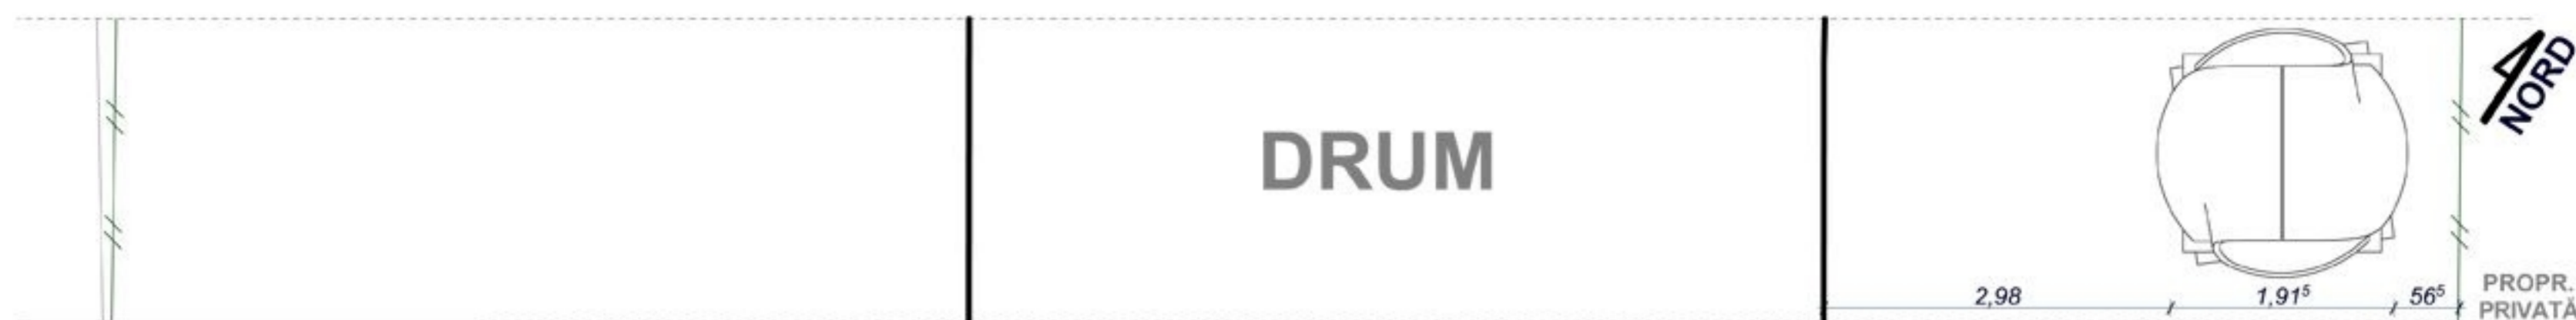 NORD
DRUM
2,98 1,91⁵ 56⁵
PROPR.
PRIVATĂ